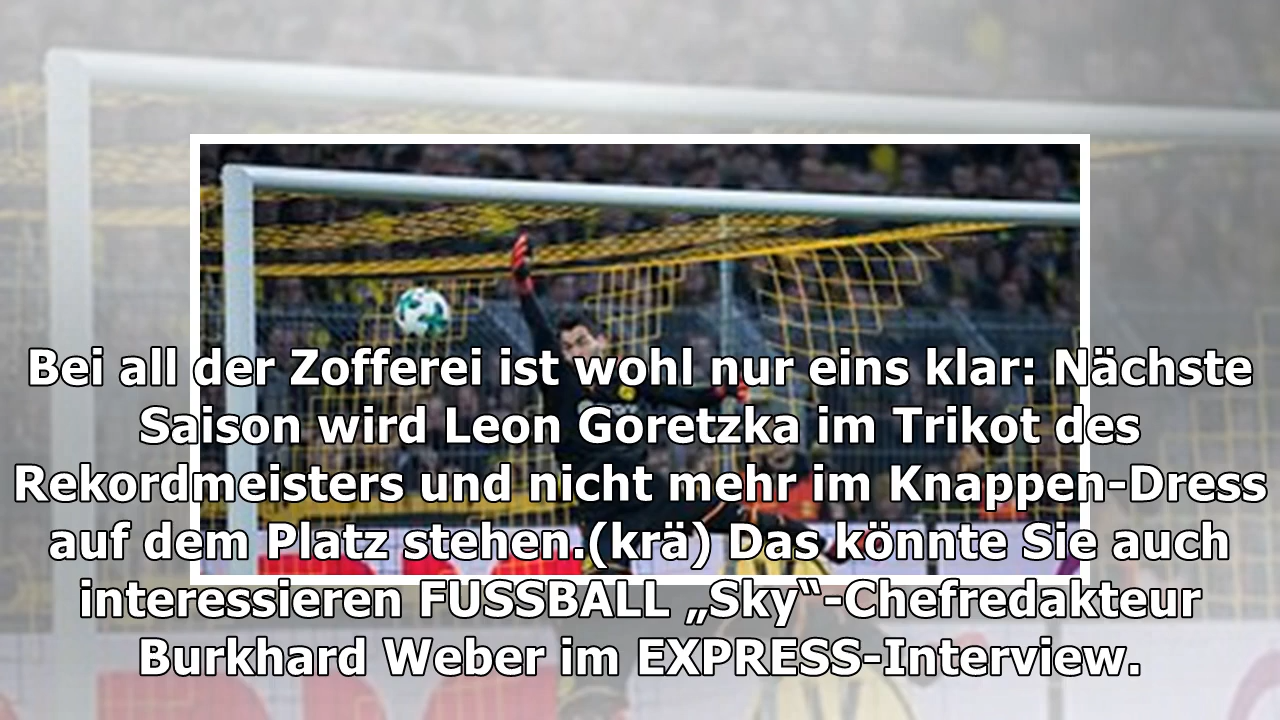 Bei all der Zofferei ist wohl nur eins klar: Nächste
Saison wird Leon Goretzka im Trikot des
Rekordmeisters und nicht mehr im Knappen-Dress
auf dem Platz stehen.(krä) Das könnte Sie auch
interessieren FUSSBALL „Sky“-Chefredakteur
Burkhard Weber im EXPRESS-Interview.